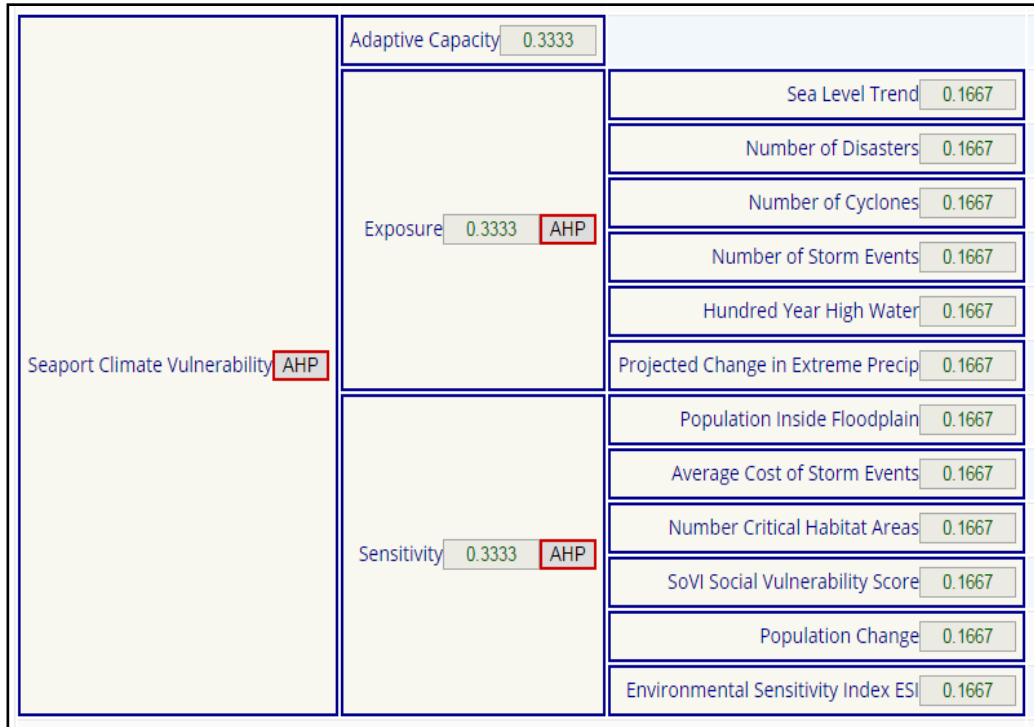 Adaptive Capacity 0.3333
Sea Level Trend 0.1667
Number of Disasters 0.1667
Number of Cyclones 0.1667
Exposure 0.3333 AHP
Number of Storm Events 0.1667
Hundred Year High Water 0.1667
Seaport Climate Vulnerability AHP
Projected Change in Extreme Precip 0.1667
Population Inside Floodplain 0.1667
Average Cost of Storm Events 0.1667
Number Critical Habitat Areas 0.1667
Sensitivity 0.3333 AHP
SoVI Social Vulnerability Score 0.1667
Population Change 0.1667
Environmental Sensitivity Index ESI 0.1667